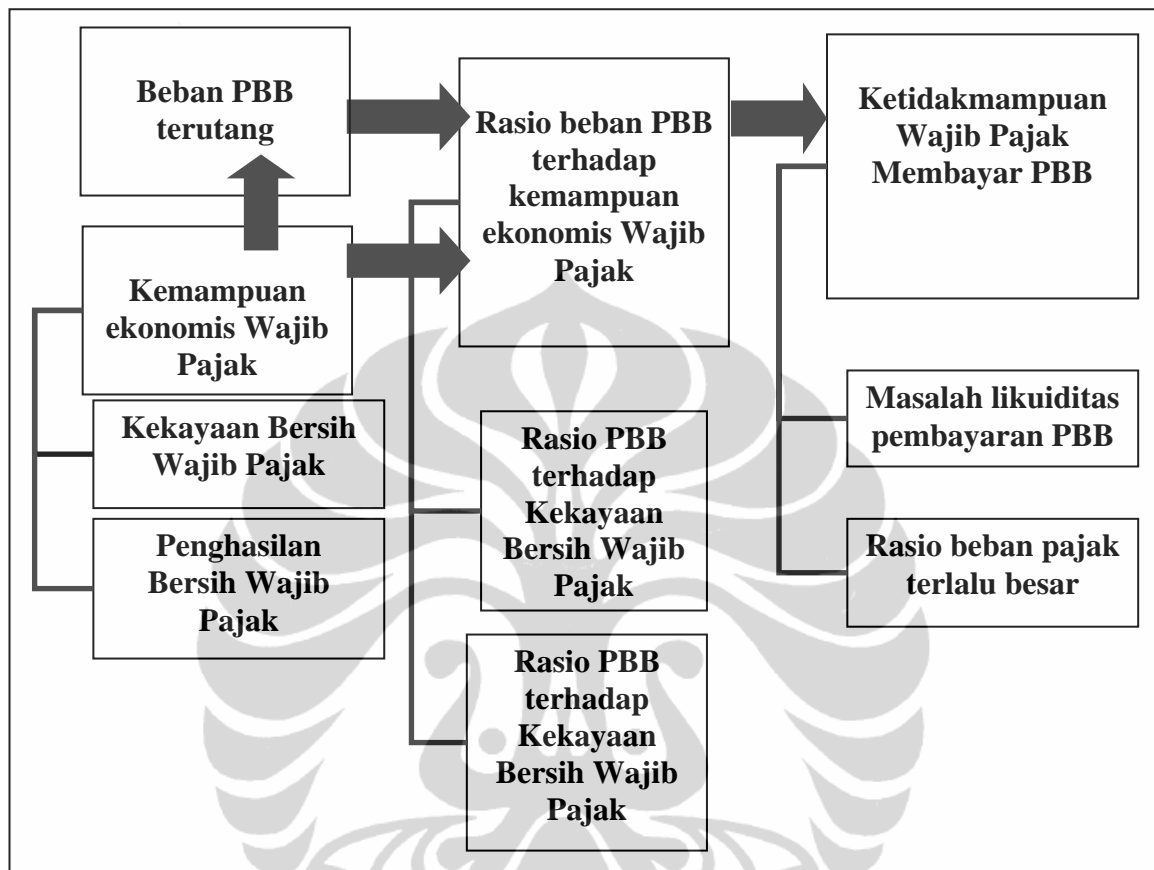 Beban PBB
terutang
Kemampuan
ekonomis Wajib
Pajak
Kekayaan Bersih
Wajib Pajak
Penghasilan
Bersih Wajib
Pajak
Rasio beban PBB
terhadap
kemampuan
ekonomis Wajib
Pajak
Rasio PBB
terhadap
Kekayaan
Bersih Wajib
Pajak
Rasio PBB
terhadap
Kekayaan
Bersih Wajib
Pajak
Ketidakmampuan
Wajib Pajak
Membayar PBB
Masalah likuiditas
pembayaran PBB
Rasio beban pajak
terlalu besar